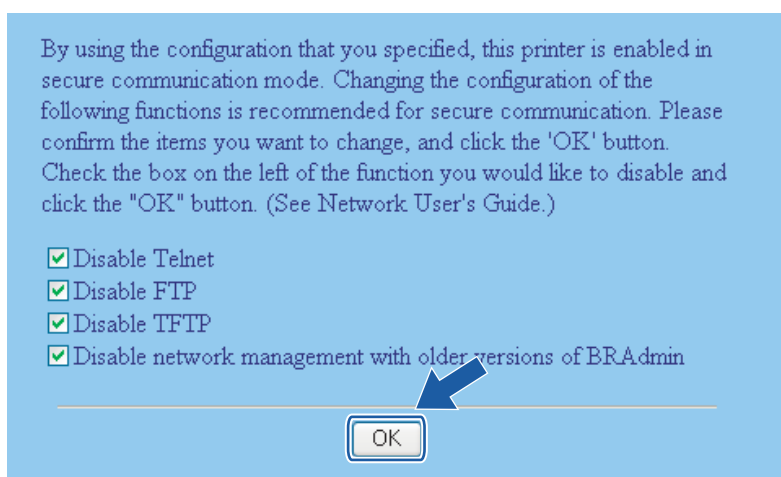 By using the configuration that you specified, this printer is enabled in
secure communication mode. Changing the configuration of the
following functions is recommended for secure communication. Please
confirm the items you want to change, and click the 'OK' button.
Check the box on the left of the function you would like to disable and
click the "OK" button. (See Network User's Guide.)
Disable Telnet
Disable FTP
Disable TFTP
Disable network management with older versions of BRAdmin
OK